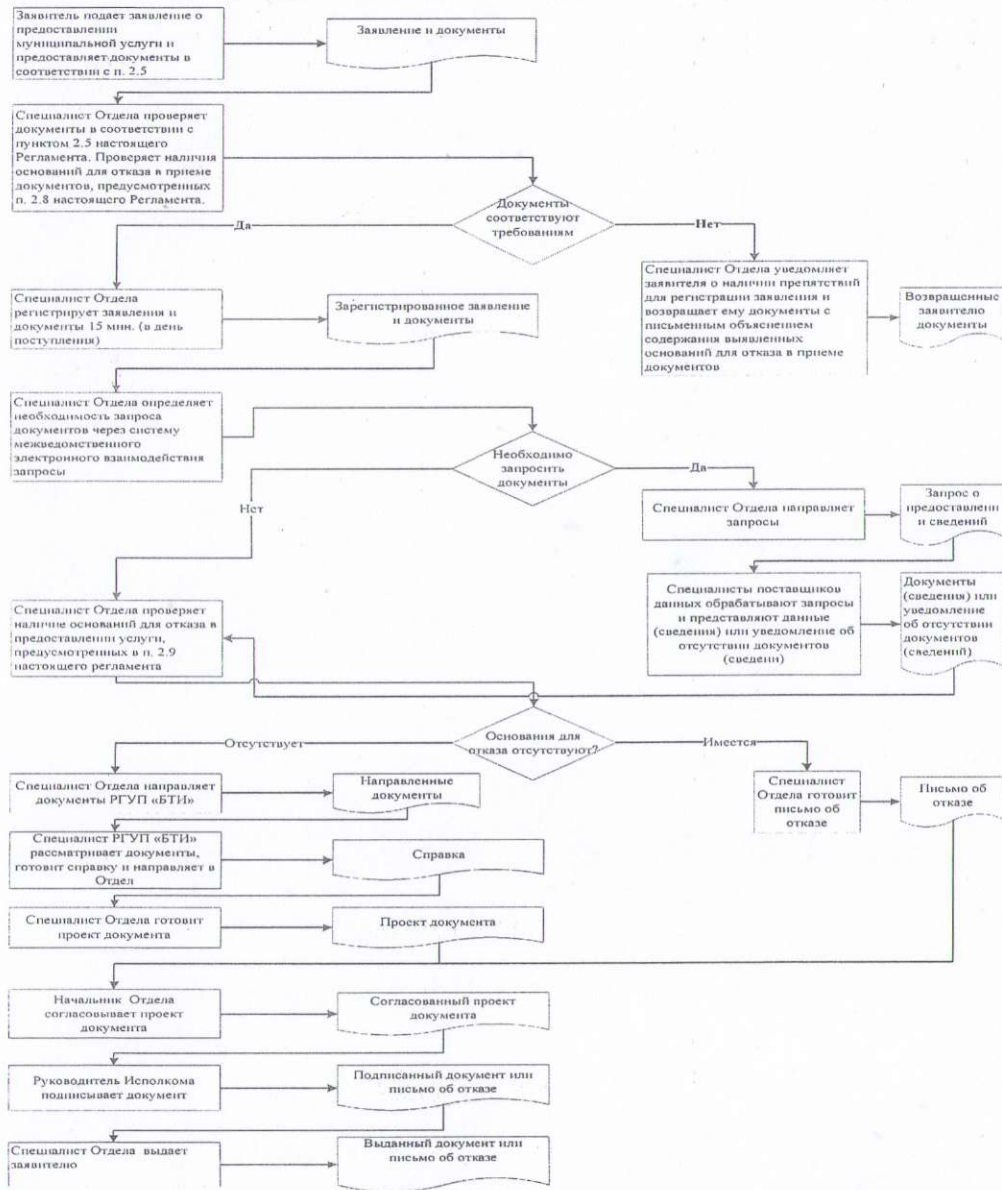 Заявитель подает заявление о
предоставлении
муниципальной услуги и
предоставляет документы в
соответствии с п. 2.5
Заявление и документы
Специалист Отдела проверяет
документы в соответствии с
пунктом 2.5 настоящего
Регламента. Проверяет наличия
оснований для отказа в приеме
документов, предусмотренных
п. 2.8 настоящего Регламента.
Документы
соответствуют
требованиям
Да
Нет
Специалист Отдела
регистрирует заявления и
документы 15 мин. (в день
поступления)
Зарегистрированное заявление
и документы
Специалист Отдела уведомляет
заявителя о наличии препятствий
для регистрации заявления и
возвращает ему документы с
письменным объяснением
содержания выявленных
оснований для отказа в приеме
документов
Возвращенные
заявителю
документы
Специалист Отдела определяет
необходимость запроса
документов через систему
межведомственного
электронного взаимодействия
запросы
Необходимо
запросить
документы
Да
Нет
Специалист Отдела направляет
запросы
Запрос о
предоставлени
и сведений
Специалисты поставщиков
данных обрабатывают запросы
и представляют данные
(сведения) или уведомление об
отсутствии документов
(сведени)
Документы
(сведения) или
уведомление
об отсутствии
документов
(сведений)
Специалист Отдела проверяет
наличие оснований для отказа в
предоставлении услуги,
предусмотренных в п. 2.9
настоящего регламента
Основания для
отказа отсутствуют?
Отсутствует
Имеется
Специалист Отдела направляет
документы РГУП «БТИ»
Направленные
документы
Специалист
Отдела готовит
письмо об
отказе
Письмо об
отказе
Специалист РГУП «БТИ»
рассматривает документы,
готовит справку и направляет в
Отдел
Справка
Специалист Отдела готовит
проект документа
Проект документа
Начальник Отдела
согласовывает проект
документа
Согласованный проект
документа
Руководитель Исполкома
подписывает документ
Подписанный документ или
письмо об отказе
Специалист Отдела выдает
заявителю
Выданный документ или
письмо об отказе